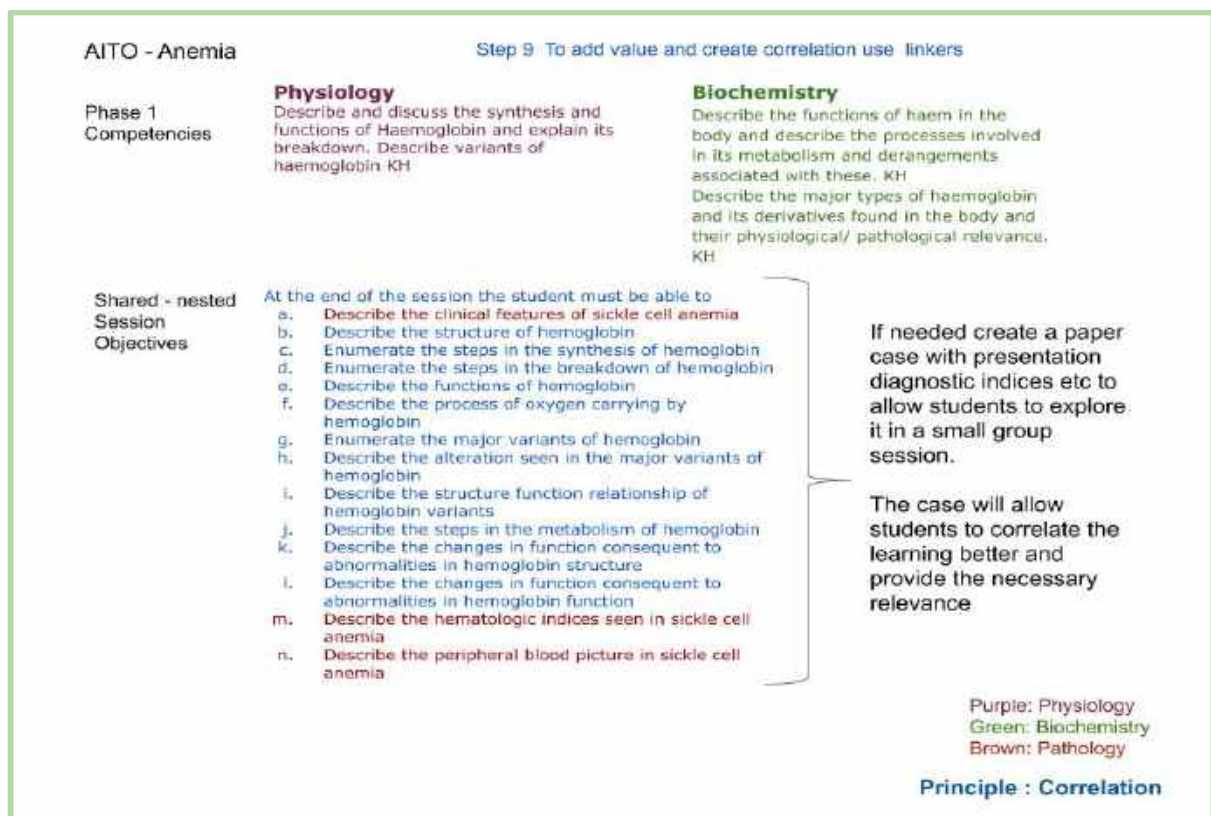 AITO - Anemia
Step 9 To add value and create correlation use linkers
Phase 1
Competencies
Physiology
Describe and discuss the synthesis and
functions of Haemoglobin and explain its
breakdown. Describe variants of
haemoglobin KH
Biochemistry
Describe the functions of haem in the
body and describe the processes involved
in its metabolism and derangements
associated with these. KH
Describe the major types of haemoglobin
and its derivatives found in the body and
their physiological/ pathological relevance.
KH
Shared - nested
Session
Objectives
At the end of the session the student must be able to
a. Describe the clinical features of sickle cell anemia
b. Describe the structure of hemoglobin
c. Enumerate the steps in the synthesis of hemoglobin
d. Enumerate the steps in the breakdown of hemoglobin
e. Describe the functions of hemoglobin
f. Describe the process of oxygen carrying by
hemoglobin
g. Enumerate the major variants of hemoglobin
h. Describe the alteration seen in the major variants of
hemoglobin
i. Describe the structure function relationship of
hemoglobin variants
j. Describe the steps in the metabolism of hemoglobin
k. Describe the changes in function consequent to
abnormalities in hemoglobin structure
l. Describe the changes in function consequent to
abnormalities in hemoglobin function
m. Describe the hematologic indices seen in sickle cell
anemia
n. Describe the peripheral blood picture in sickle cell
anemia
If needed create a paper
case with presentation
diagnostic indices etc to
allow students to explore
it in a small group
session.
The case will allow
students to correlate the
learning better and
provide the necessary
relevance
Purple: Physiology
Green: Biochemistry
Brown: Pathology
Principle : Correlation